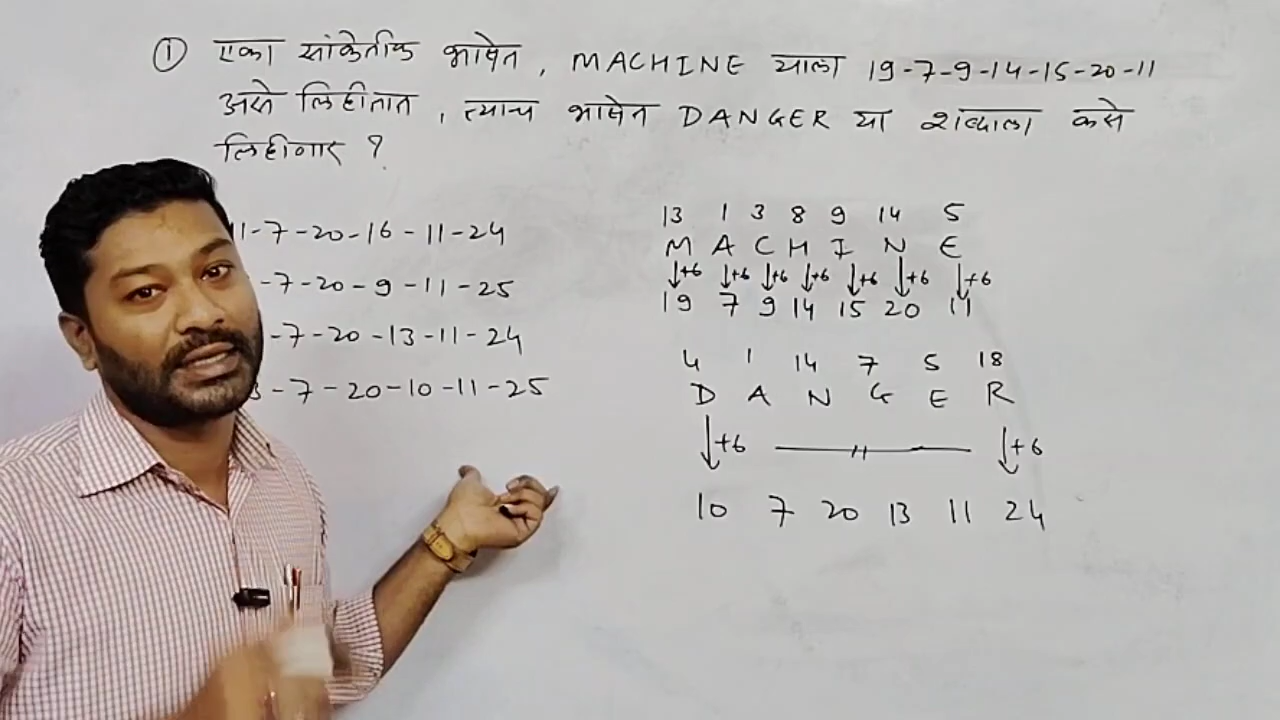 ① एका सांकेतीक भाषेत , MACHINE याला 19-7-9-14-15-20-11
असे लिहीतात , त्याच भाषेत DANGER या शब्दाला कसे
लिहीणार ?
11-7-20-16-11-24
-7-20-9-11-25
-7-20-13-11-24
-7-20-10-11-25
13 1 3 8 9 14 5
M A C H I N E
↓+6 ↓+6 ↓+6 ↓+6 ↓+6 ↓+6 ↓+6
19 7 9 14 15 20 11
4 1 14 7 5 18
D A N G E R
↓+6 —〃— ↓+6
10 7 20 13 11 24